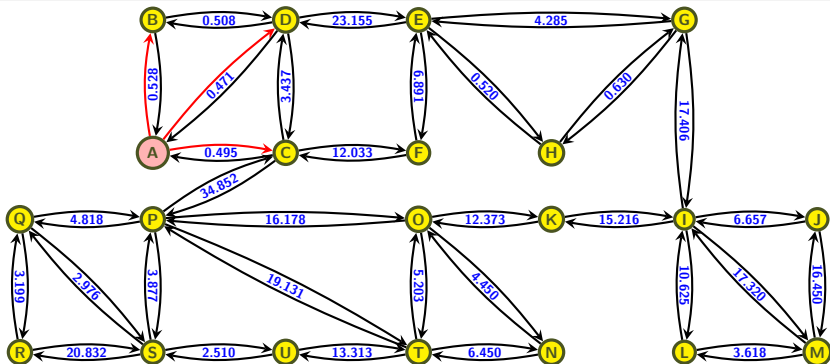 B 0.508 D 23.155 E 4.285 G
0.528 0.471 3.437 6.891 0.520 0.630 17.406
A 0.495 C 12.033 F H
34.852
Q 4.818 P 16.178 O 12.373 K 15.216 I 6.657 J
3.199 2.976 3.877 19.131 5.203 4.450 10.625 17.320 16.450
R 20.832 S 2.510 U 13.313 T 6.450 N L 3.618 M